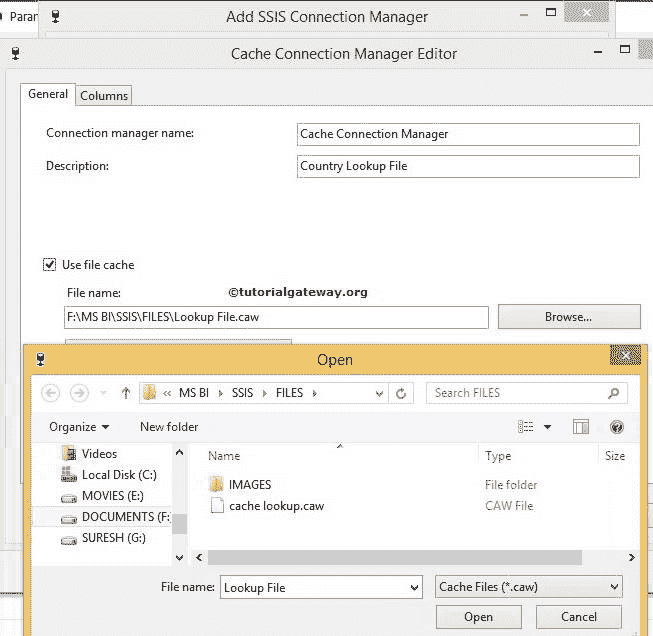 Param
Add SSIS Connection Manager
Cache Connection Manager Editor
General Columns
Connection manager name: Cache Connection Manager
Description: Country Lookup File
Use file cache
File name: ©tutorialgateway.org
F:\MS BI\SSIS\FILES\Lookup File.caw Browse...
Open
« MS BI SSIS FILES Search FILES
Organize New folder
Name Type Size
Videos
Local Disk (C:)
MOVIES (E:)
DOCUMENTS (F:
SURESH (G:)
IMAGES File folder
cache lookup.caw CAW File
File name: Lookup File Cache Files (*.caw)
Open Cancel